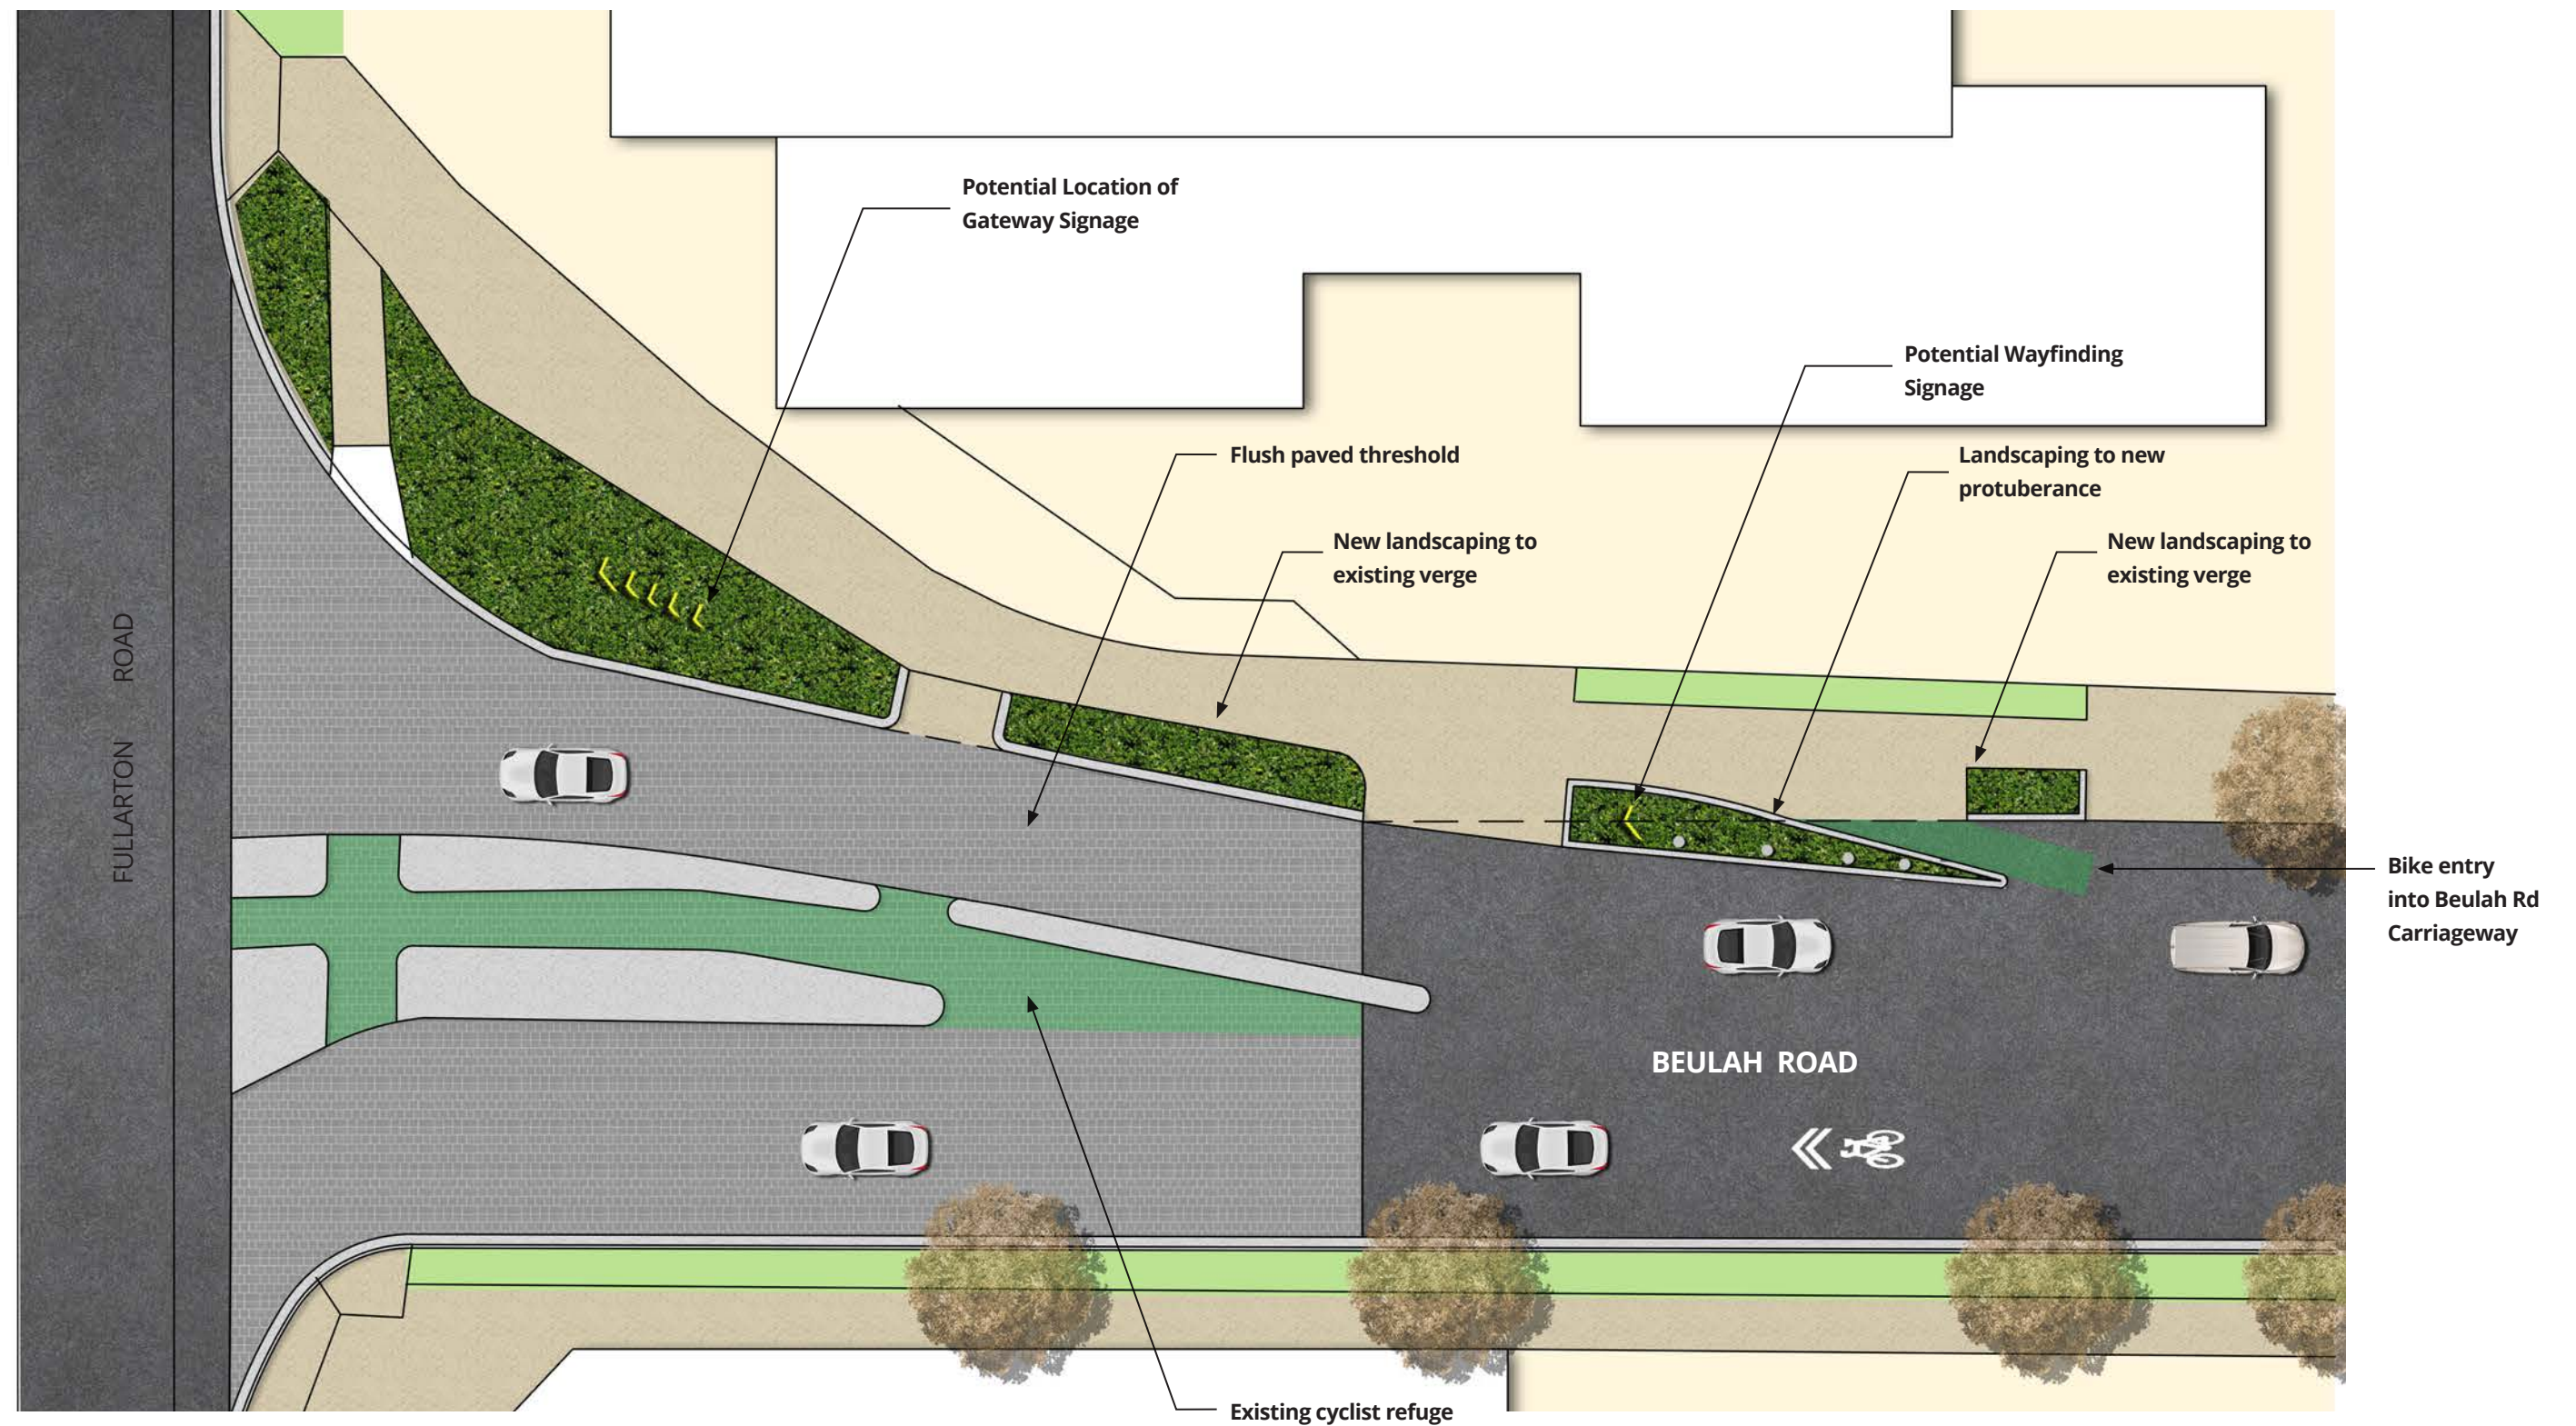 Potential Location of
Gateway Signage
Potential Wayfinding
Signage
Flush paved threshold
Landscaping to new
protuberance
New landscaping to
existing verge
New landscaping to
existing verge
FULLARTON ROAD
Bike entry
into Beulah Rd
Carriageway
BEULAH ROAD
Existing cyclist refuge